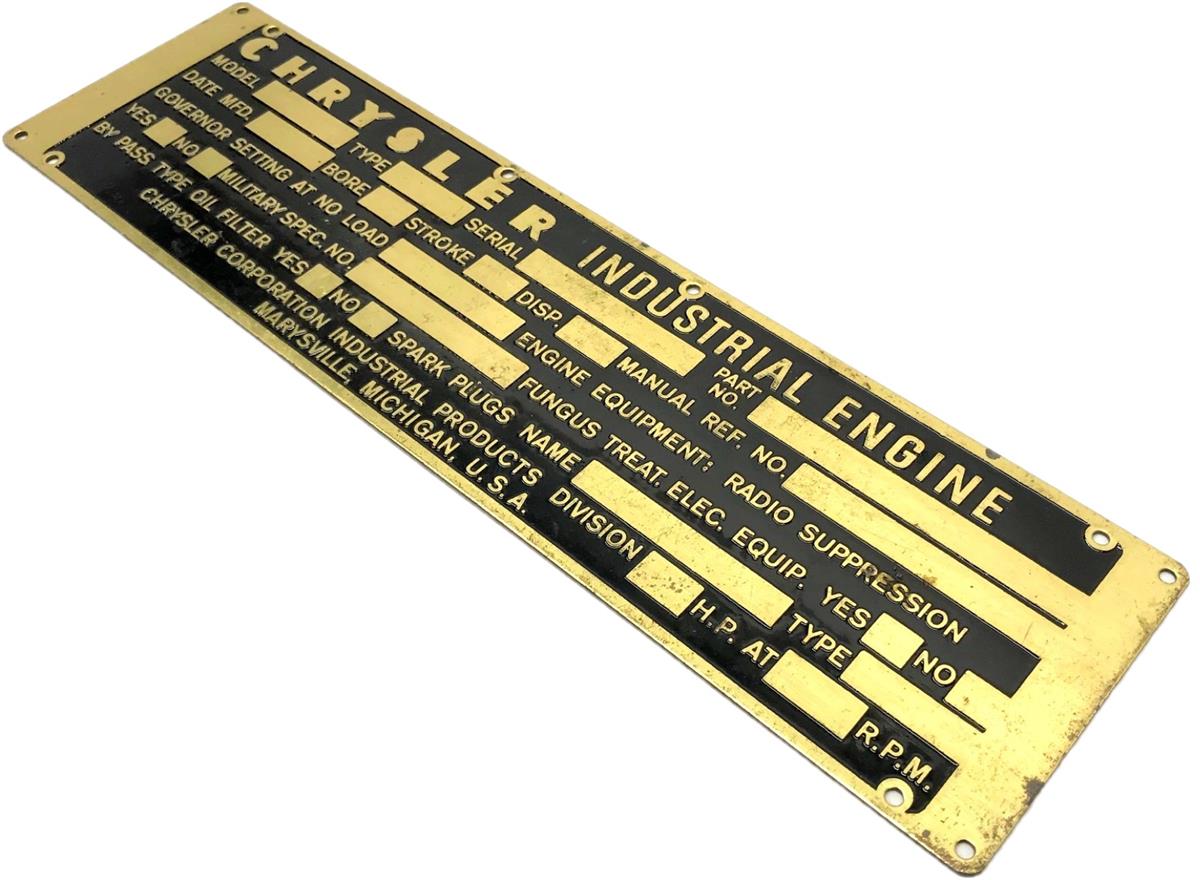 CHRYSLER INDUSTRIAL ENGINE
MODEL TYPE SERIAL PART NO.
DATE MFD. BORE STROKE DISP. MANUAL REF. NO.
GOVERNOR SETTING AT NO LOAD ENGINE EQUIPMENT: RADIO SUPPRESSION
YES NO MILITARY SPEC. NO. FUNGUS TREAT. ELEC. EQUIP. YES NO
BY PASS TYPE OIL FILTER YES NO SPARK PLUGS NAME TYPE
CHRYSLER CORPORATION INDUSTRIAL PRODUCTS DIVISION H.P. AT R.P.M.
MARYSVILLE, MICHIGAN, U.S.A.